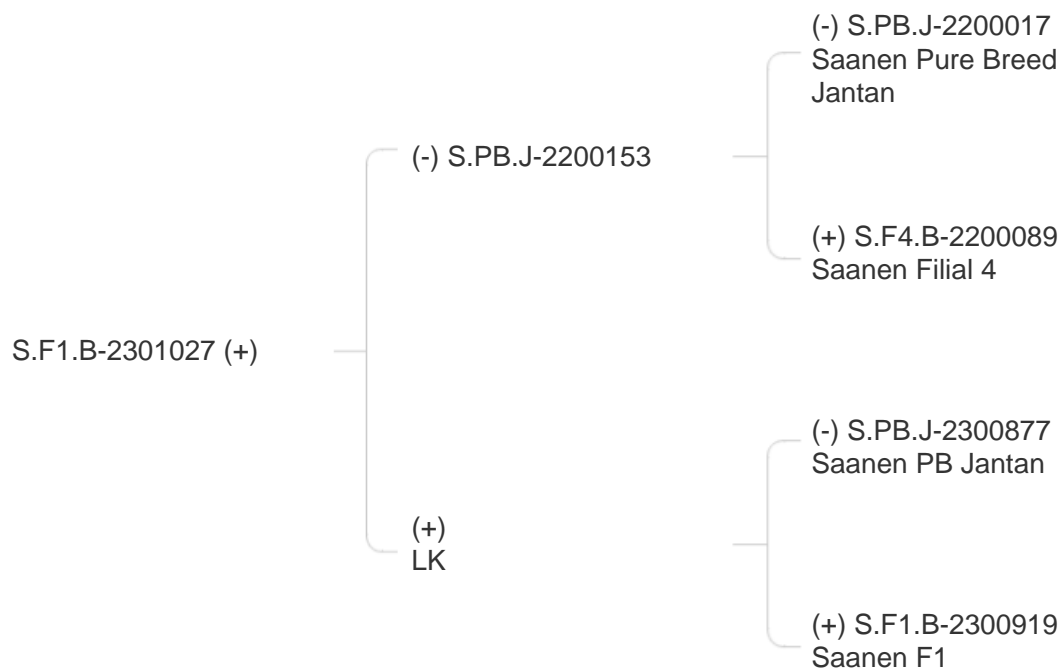 (-) S.PB.J-2200017
Saanen Pure Breed
Jantan
(-) S.PB.J-2200153
(+) S.F4.B-2200089
Saanen Filial 4
S.F1.B-2301027 (+)
(-) S.PB.J-2300877
Saanen PB Jantan
(+)
LK
(+) S.F1.B-2300919
Saanen F1